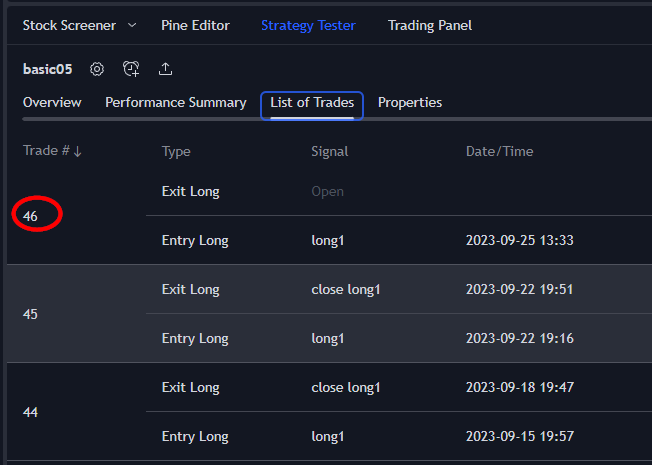 Stock Screener Pine Editor Strategy Tester Trading Panel
basic05
Overview Performance Summary List of Trades Properties
Trade # ↓ Type Signal Date/Time
Exit Long Open
46
Entry Long long1 2023-09-25 13:33
Exit Long close long1 2023-09-22 19:51
45
Entry Long long1 2023-09-22 19:16
Exit Long close long1 2023-09-18 19:47
44
Entry Long long1 2023-09-15 19:57